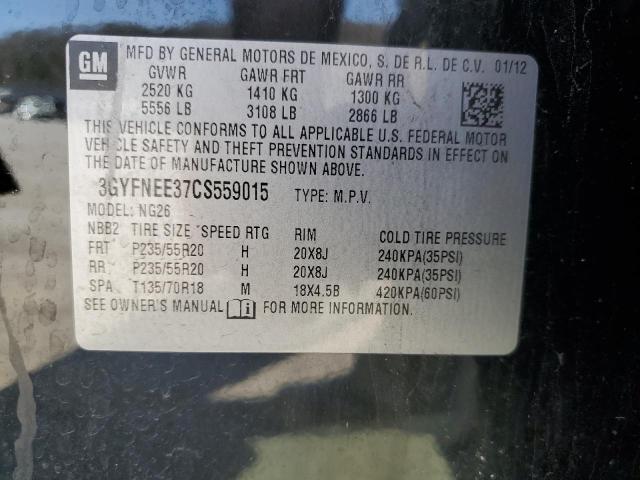 GM
MFD BY GENERAL MOTORS DE MEXICO, S. DE R.L. DE C.V. 01/12
GVWR GAWR FRT GAWR RR
2520 KG 1410 KG 1300 KG
5556 LB 3108 LB 2866 LB
THIS VEHICLE CONFORMS TO ALL APPLICABLE U.S. FEDERAL MOTOR
VEHICLE SAFETY AND THEFT PREVENTION STANDARDS IN EFFECT ON
THE DATE OF MANUFACTURE SHOWN ABOVE.
3GYFNEE37CS559015 TYPE: M.P.V.
MODEL: NG26
NBB2 TIRE SIZE SPEED RTG RIM COLD TIRE PRESSURE
FRT P235/55R20 H 20X8J 240KPA(35PSI)
RR P235/55R20 H 20X8J 240KPA(35PSI)
SPA T135/70R18 M 18X4.5B 420KPA(60PSI)
SEE OWNER'S MANUAL FOR MORE INFORMATION.